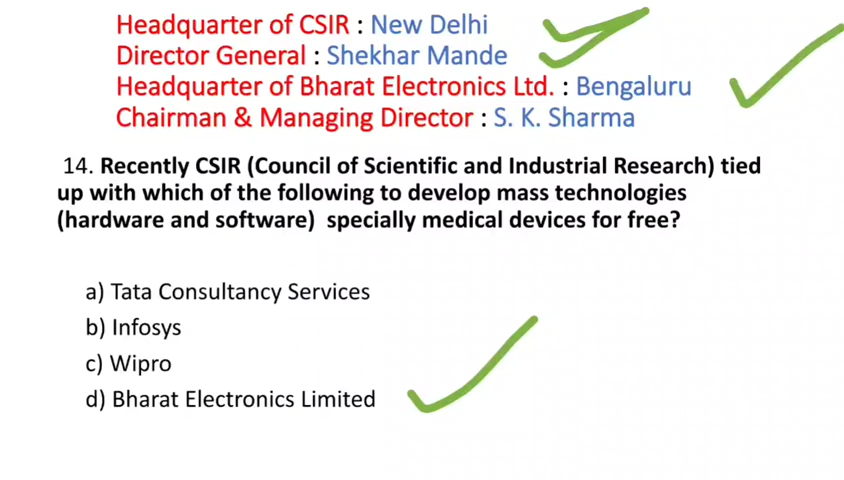 Headquarter of CSIR : New Delhi
Director General : Shekhar Mande
Headquarter of Bharat Electronics Ltd. : Bengaluru
Chairman & Managing Director : S. K. Sharma
14. Recently CSIR (Council of Scientific and Industrial Research) tied
up with which of the following to develop mass technologies
(hardware and software) specially medical devices for free?
a) Tata Consultancy Services
b) Infosys
c) Wipro
d) Bharat Electronics Limited